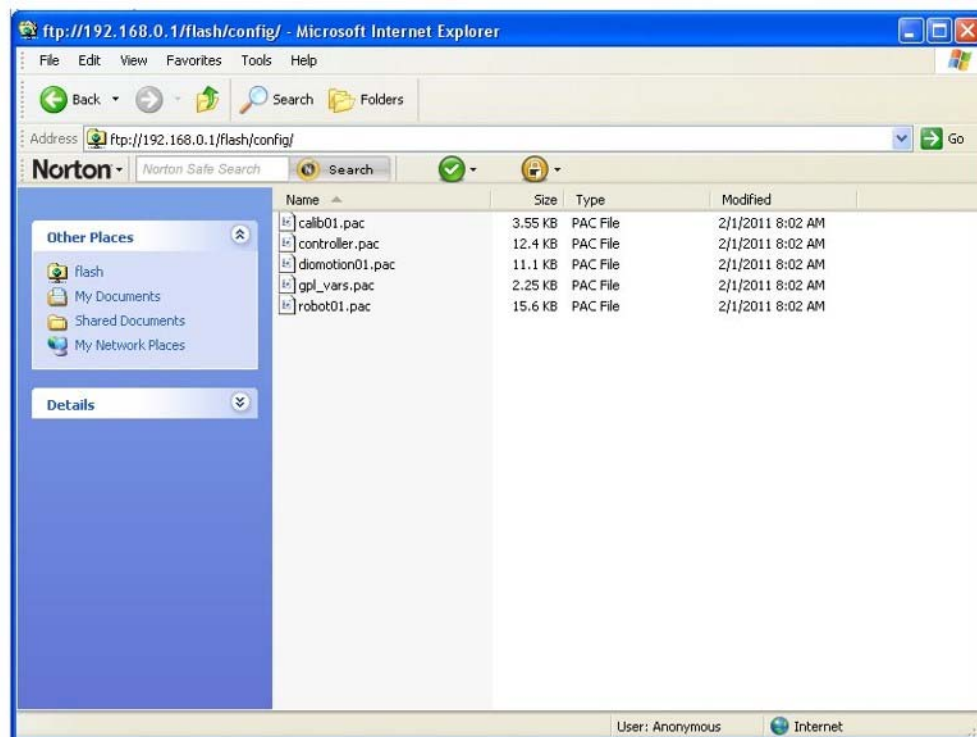 ftp://192.168.0.1/flash/config/ - Microsoft Internet Explorer
File Edit View Favorites Tools Help
Back Search Folders
Address ftp://192.168.0.1/flash/config/ Go
Norton Norton Safe Search Search
Name Size Type Modified
Other Places
flash
My Documents
Shared Documents
My Network Places
Details
calib01.pac 3.55 KB PAC File 2/1/2011 8:02 AM
controller.pac 12.4 KB PAC File 2/1/2011 8:02 AM
diomotion01.pac 11.1 KB PAC File 2/1/2011 8:02 AM
gpl_vars.pac 2.25 KB PAC File 2/1/2011 8:02 AM
robot01.pac 15.6 KB PAC File 2/1/2011 8:02 AM
User: Anonymous Internet